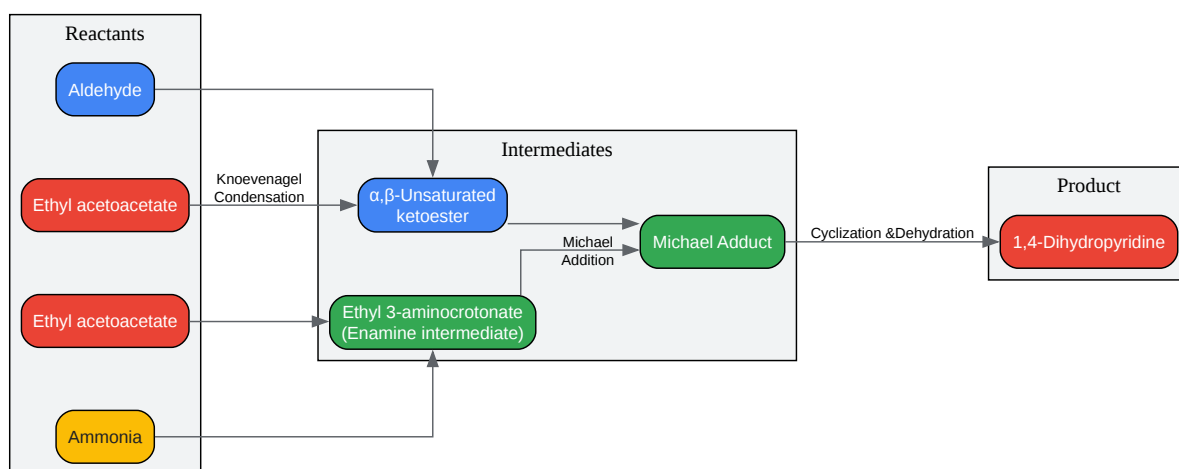 Reactants
Aldehyde
Ethyl acetoacetate
Knoevenagel
Condensation
Ethyl acetoacetate
Ammonia
Intermediates
α,β-Unsaturated
ketoester
Michael
Addition
Ethyl 3-aminocrotonate
(Enamine intermediate)
Michael Adduct
Cyclization &Dehydration
Product
1,4-Dihydropyridine